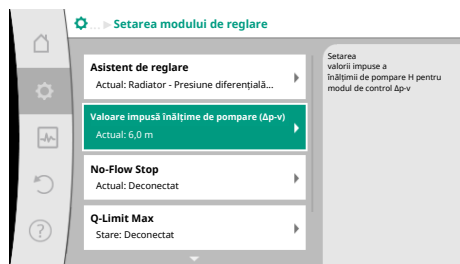 ... Setarea modului de reglare
Asistent de reglare
Actual: Radiator - Presiune diferențială...
Valoare impusă înălțime de pompare (Δp-v)
Actual: 6,0 m
No-Flow Stop
Actual: Deconectat
Q-Limit Max
Stare: Deconectat
Setarea
valorii impuse a
înălțimii de pompare H pentru
modul de control Δp-v